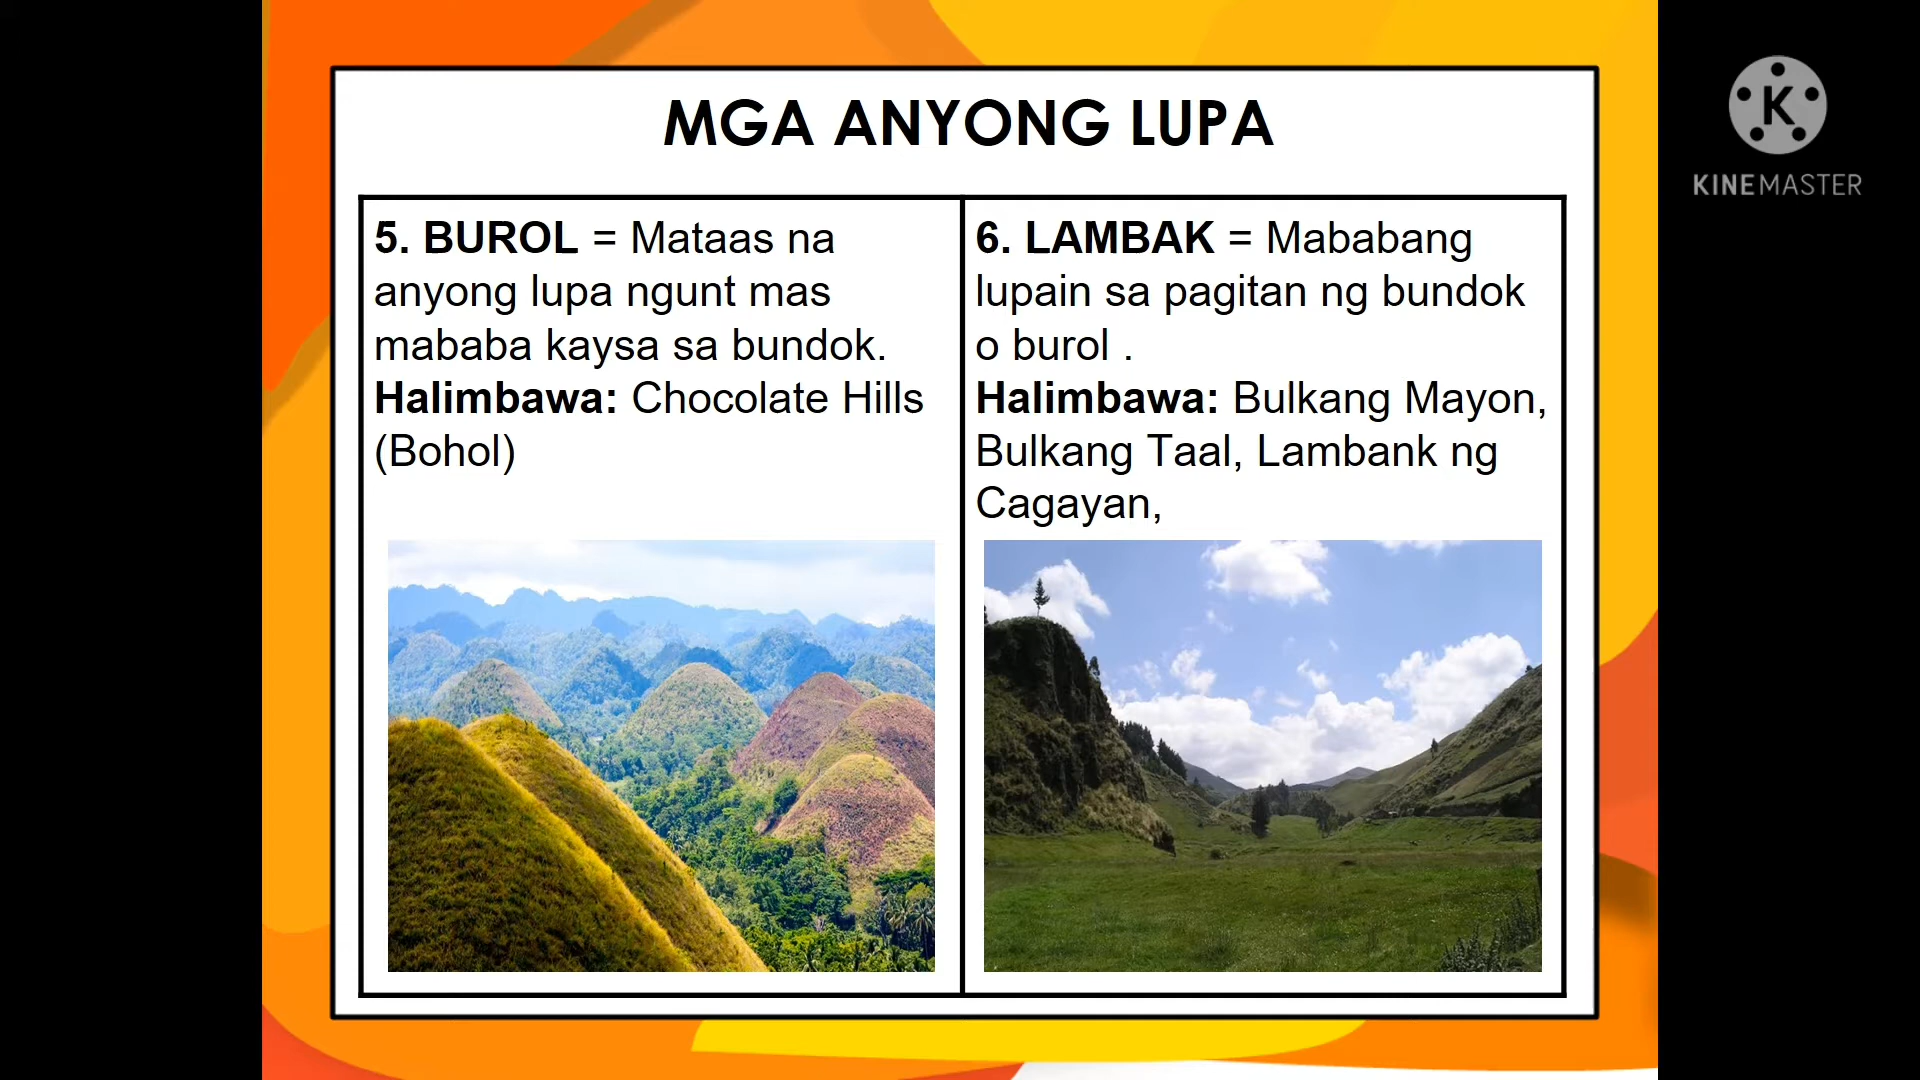 MGA ANYONG LUPA
5. BUROL = Mataas na
anyong lupa ngunt mas
mababa kaysa sa bundok.
Halimbawa: Chocolate Hills
(Bohol)
6. LAMBAK = Mababang
lupain sa pagitan ng bundok
o burol .
Halimbawa: Bulkang Mayon,
Bulkang Taal, Lambank ng
Cagayan,
K
KINEMASTER